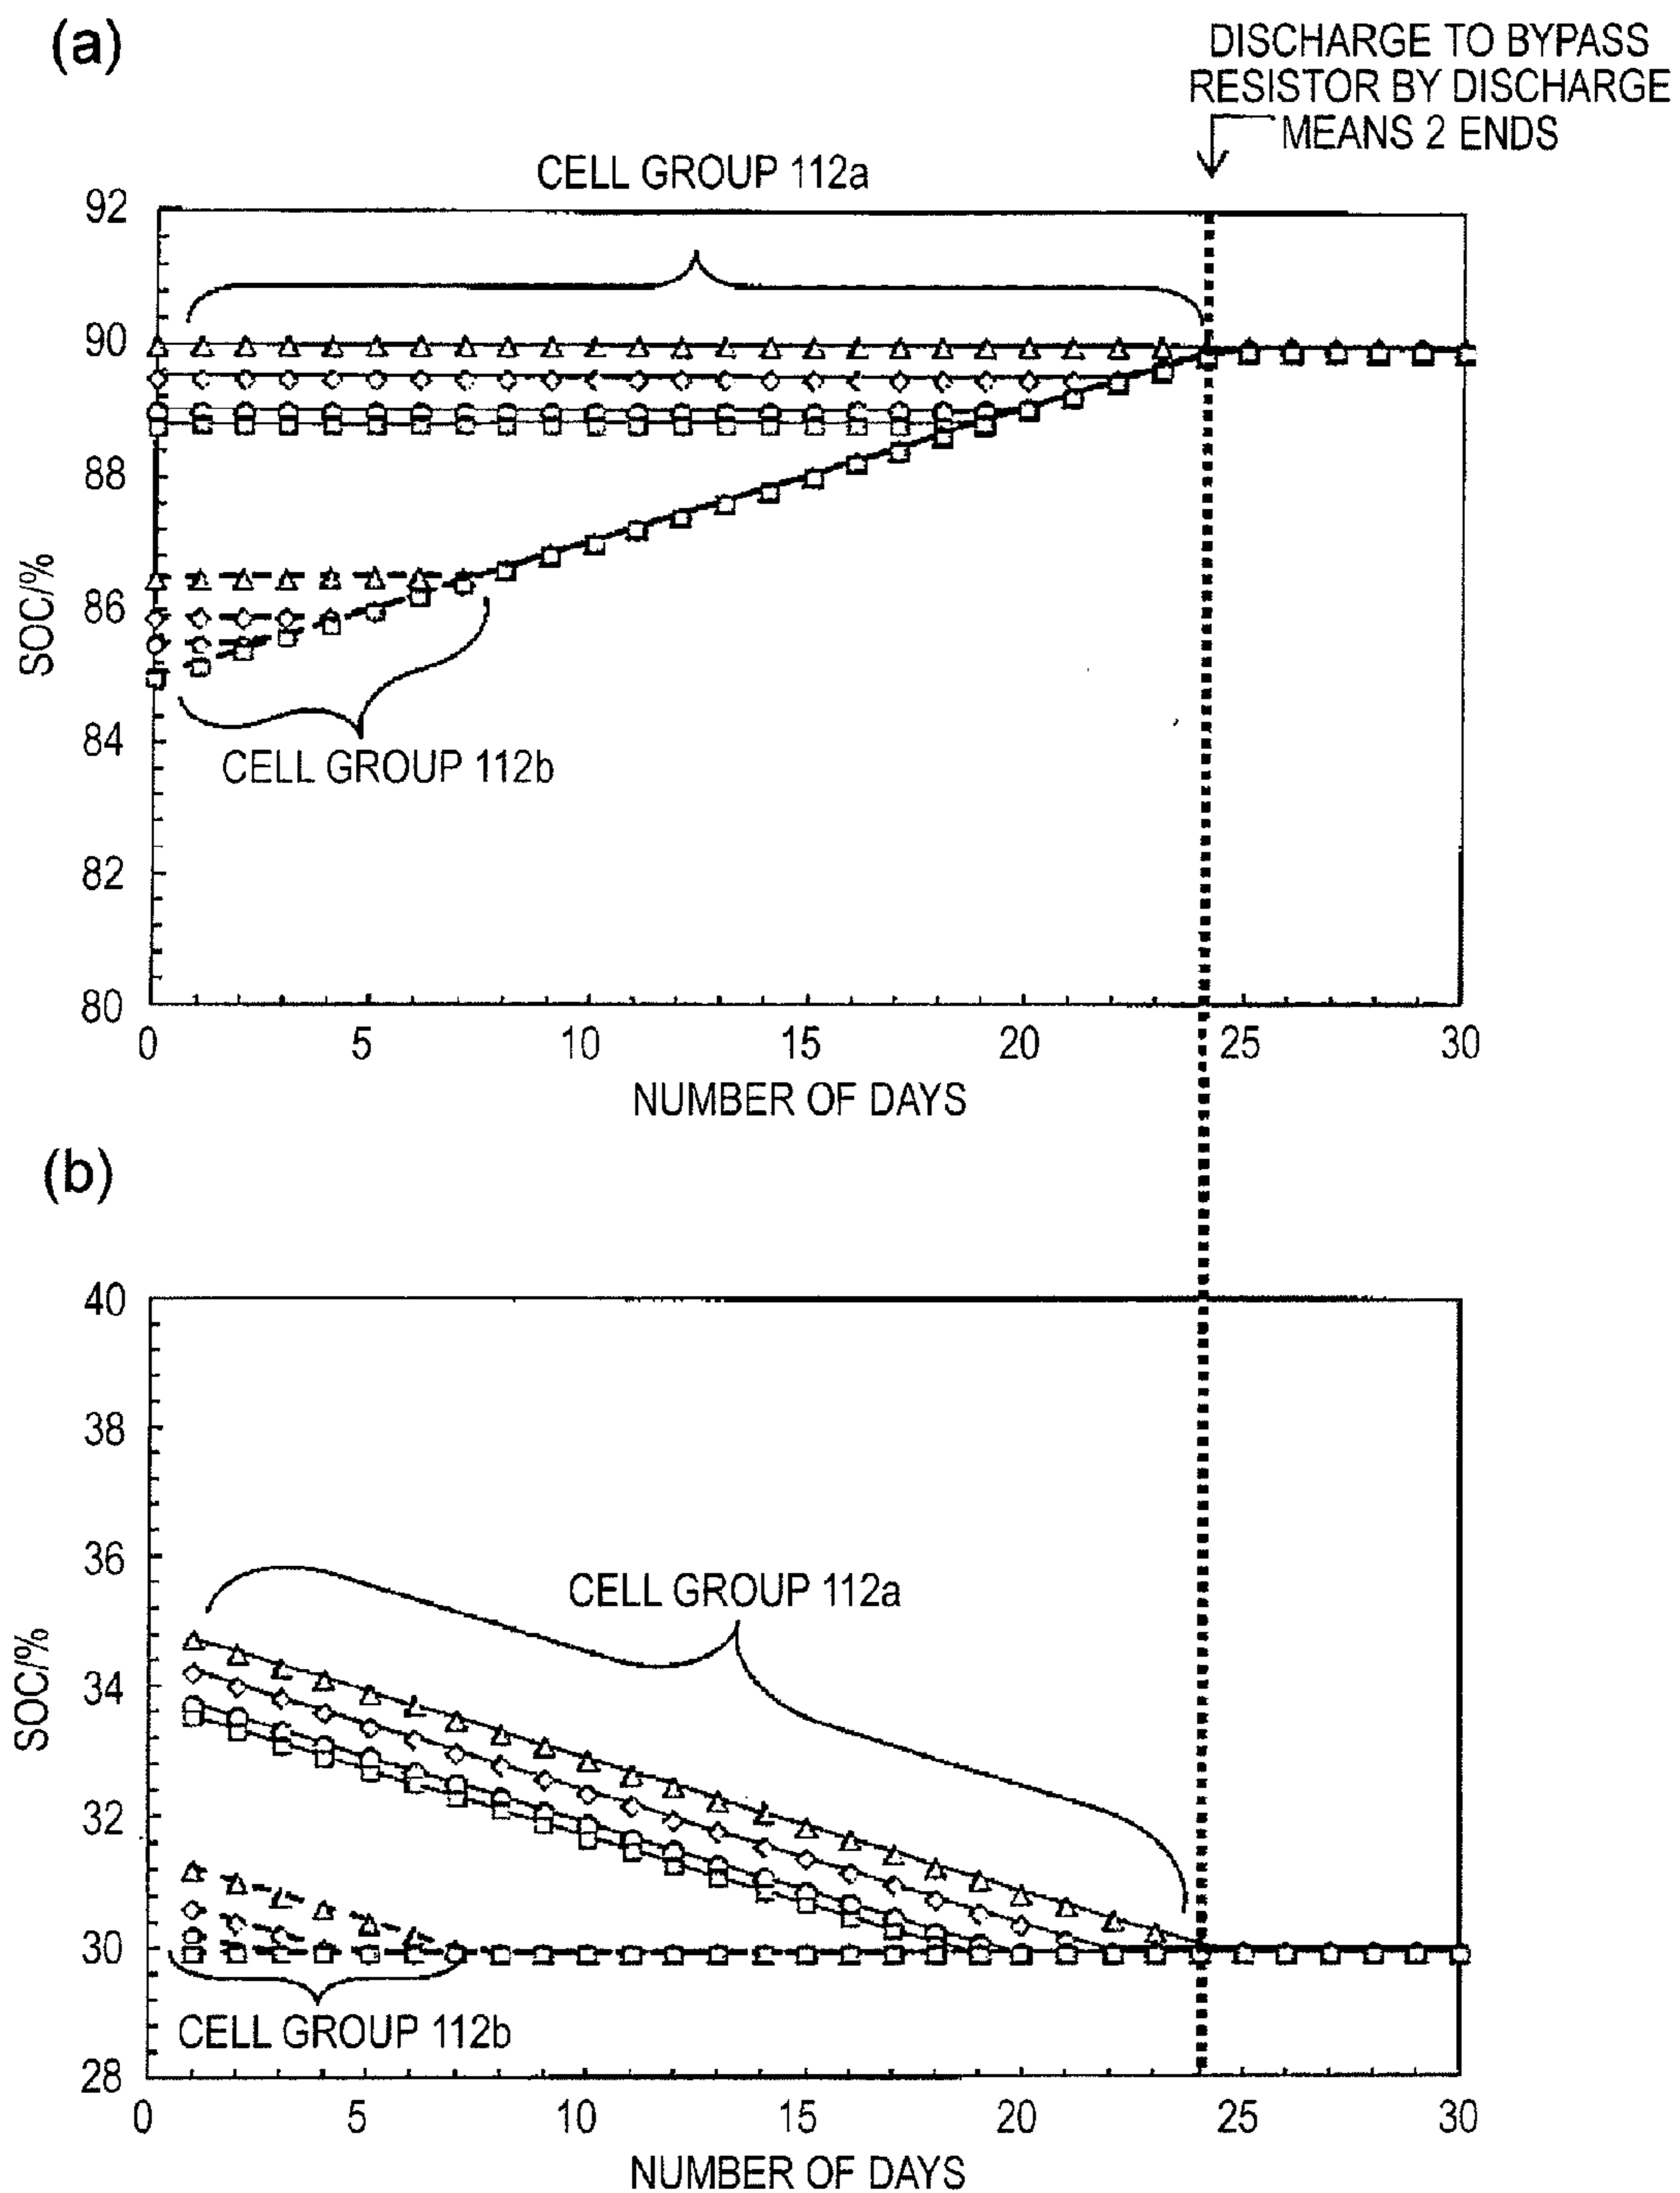 (a)
DISCHARGE TO BYPASS
RESISTOR BY DISCHARGE
MEANS 2 ENDS
CELL GROUP 112a
92
90
88
86
84
82
80
SOC/%
CELL GROUP 112b
0 5 10 15 20 25 30
NUMBER OF DAYS
(b)
40
38
36
34
32
30
28
SOC/%
CELL GROUP 112a
CELL GROUP 112b
0 5 10 15 20 25 30
NUMBER OF DAYS